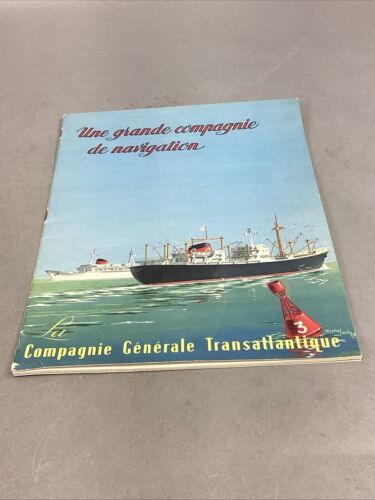 Une grande compagnie
de navigation
3
La
Compagnie Générale Transatlantique